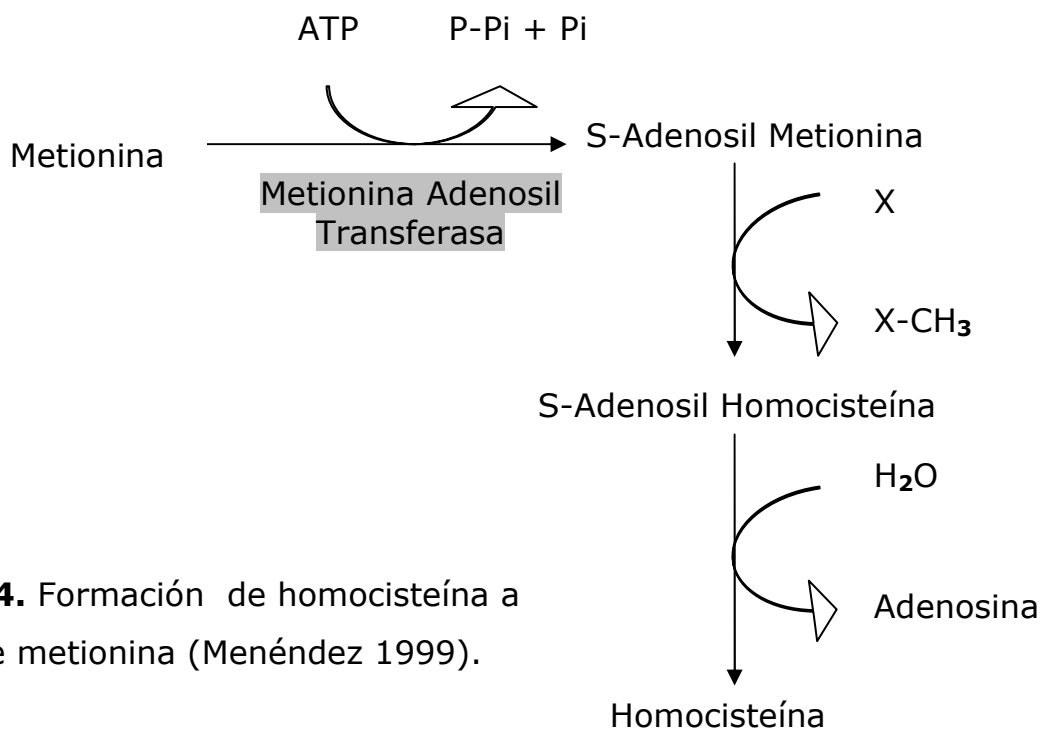 ATP P-Pi + Pi
Metionina
S-Adenosil Metionina
Metionina Adenosil
Transferasa
X
X-CH₃
S-Adenosil Homocisteína
H₂O
4. Formación de homocisteína a
Adenosina
e metionina (Menéndez 1999).
Homocisteína